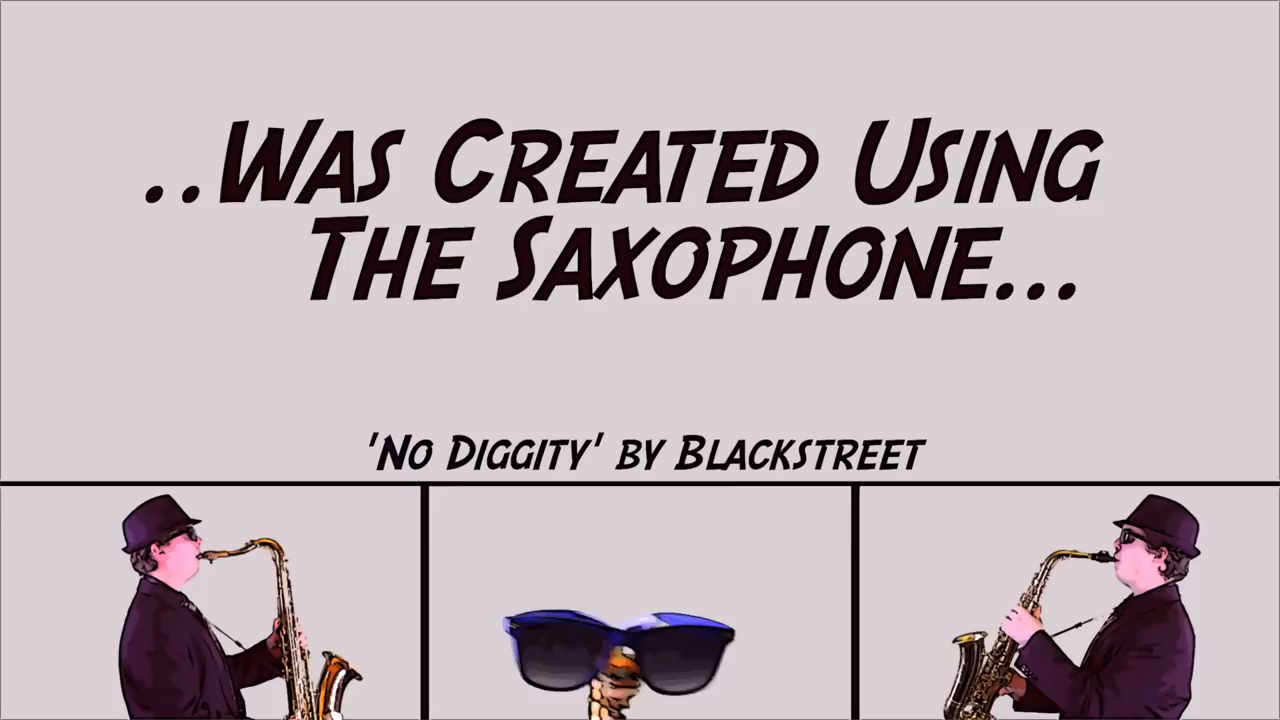 ..Was Created Using
The Saxophone...
'No Diggity' by Blackstreet